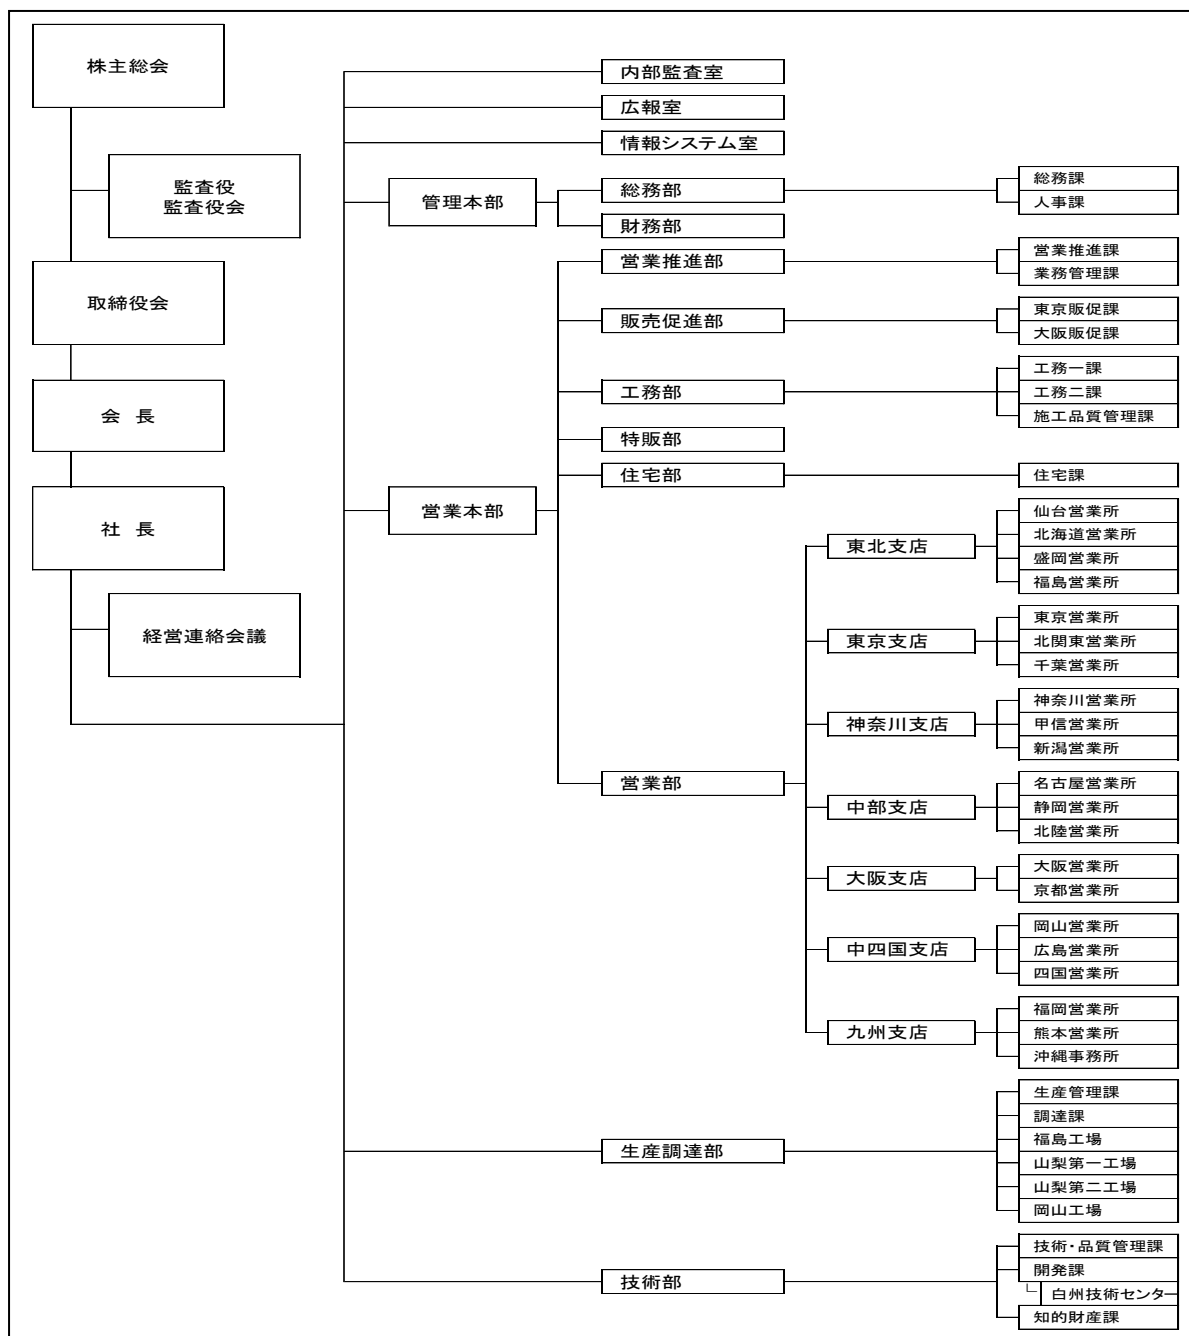 株主総会
監査役
監査役会
取締役会
会 長
社 長
経営連絡会議
内部監査室
広報室
情報システム室
管理本部
総務部
総務課
人事課
財務部
営業本部
営業推進部
営業推進課
業務管理課
販売促進部
東京販促課
大阪販促課
工務部
工務一課
工務二課
施工品質管理課
特販部
住宅部
住宅課
営業部
東北支店
仙台営業所
北海道営業所
盛岡営業所
福島営業所
東京支店
東京営業所
北関東営業所
千葉営業所
神奈川支店
神奈川営業所
甲信営業所
新潟営業所
中部支店
名古屋営業所
静岡営業所
北陸営業所
大阪支店
大阪営業所
京都営業所
中四国支店
岡山営業所
広島営業所
四国営業所
九州支店
福岡営業所
熊本営業所
沖縄事務所
生産調達部
生産管理課
調達課
福島工場
山梨第一工場
山梨第二工場
岡山工場
技術部
技術・品質管理課
開発課
白州技術センター
知的財産課